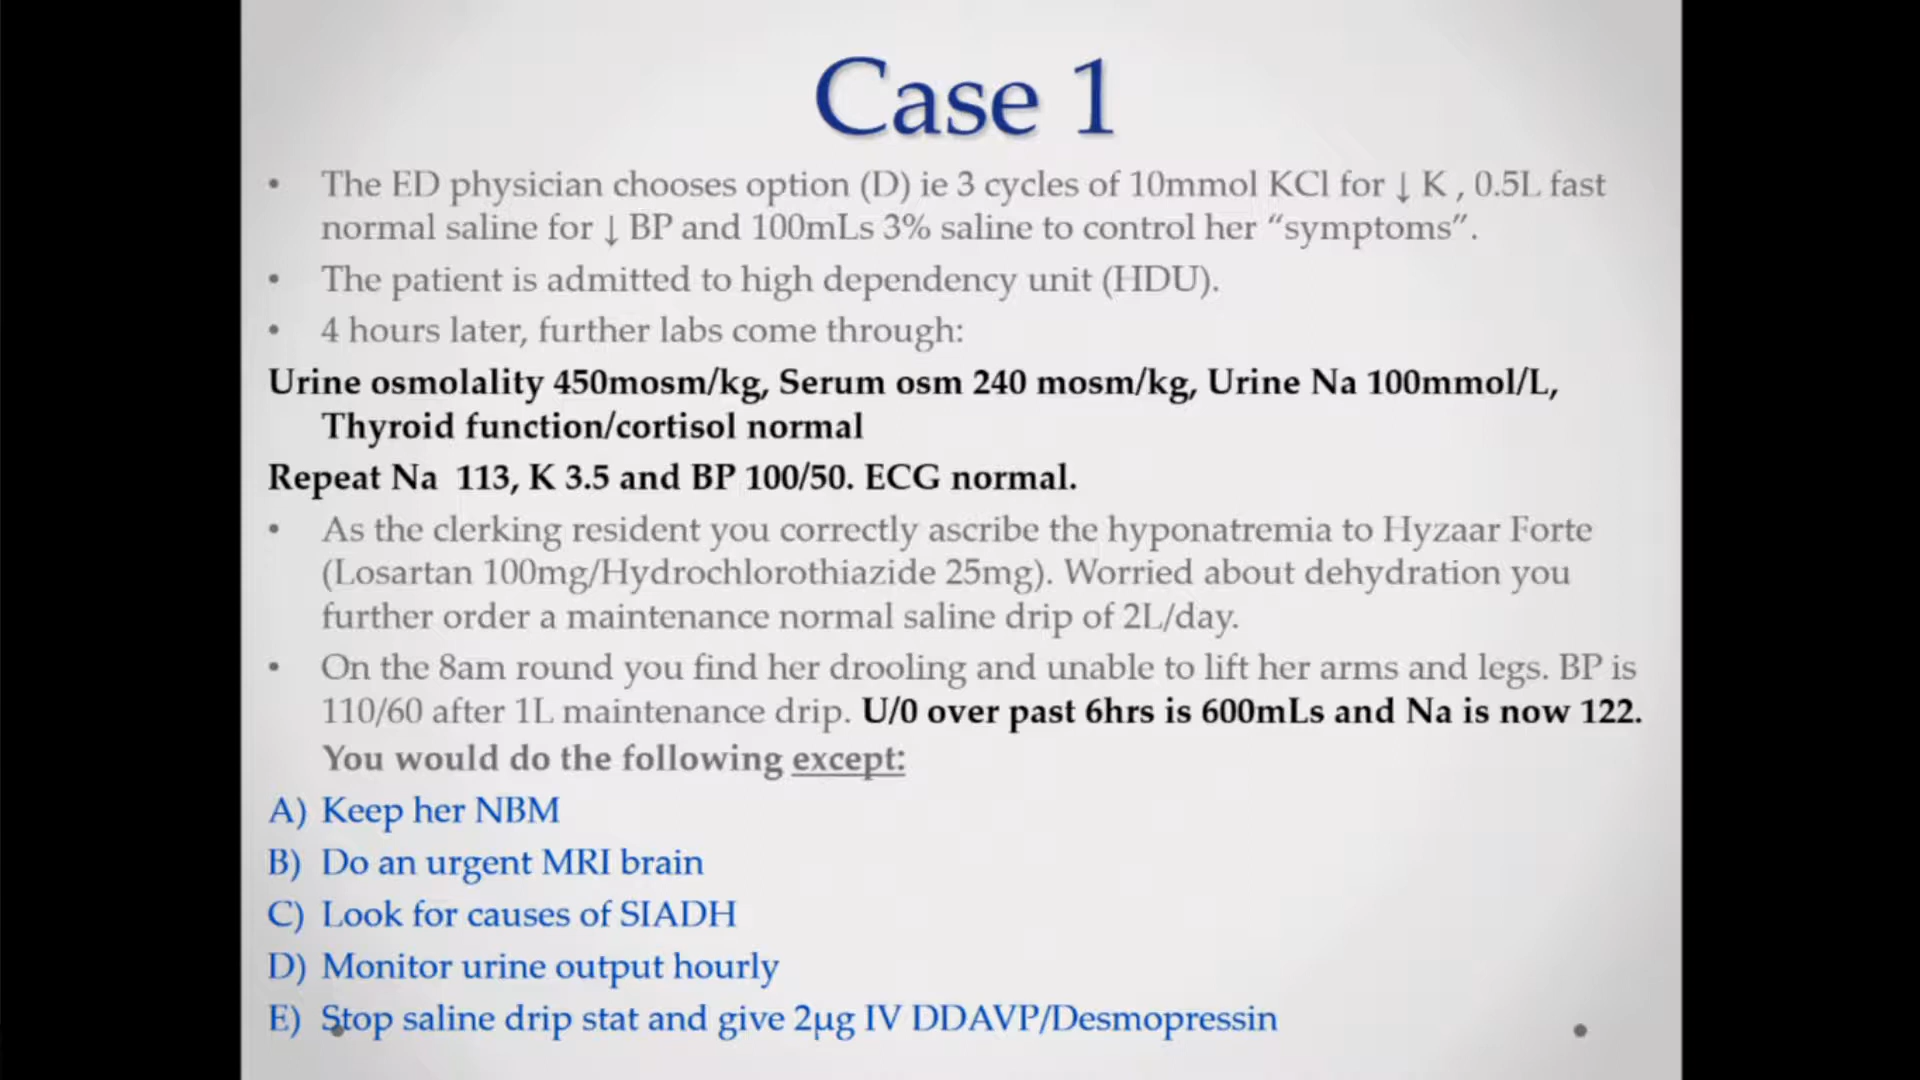 Case 1
• The ED physician chooses option (D) ie 3 cycles of 10mmol KCl for ↓ K , 0.5L fast
normal saline for ↓ BP and 100mLs 3% saline to control her “symptoms”.
• The patient is admitted to high dependency unit (HDU).
• 4 hours later, further labs come through:
Urine osmolality 450mosm/kg, Serum osm 240 mosm/kg, Urine Na 100mmol/L,
Thyroid function/cortisol normal
Repeat Na 113, K 3.5 and BP 100/50. ECG normal.
• As the clerking resident you correctly ascribe the hyponatremia to Hyzaar Forte
(Losartan 100mg/Hydrochlorothiazide 25mg). Worried about dehydration you
further order a maintenance normal saline drip of 2L/day.
• On the 8am round you find her drooling and unable to lift her arms and legs. BP is
110/60 after 1L maintenance drip. U/0 over past 6hrs is 600mLs and Na is now 122.
You would do the following except:
A) Keep her NBM
B) Do an urgent MRI brain
C) Look for causes of SIADH
D) Monitor urine output hourly
E) Stop saline drip stat and give 2µg IV DDAVP/Desmopressin